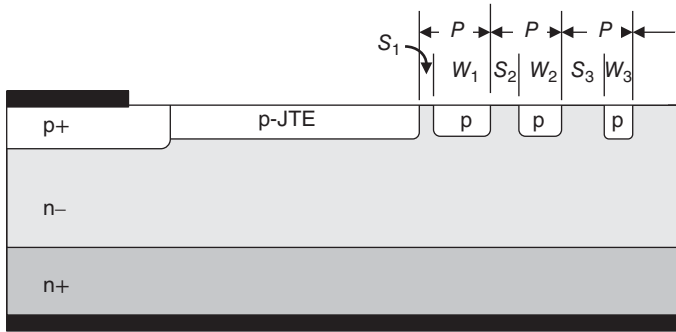 P P P
S1 W1 S2 W2 S3 W3
p+ p-JTE p p p
n–
n+